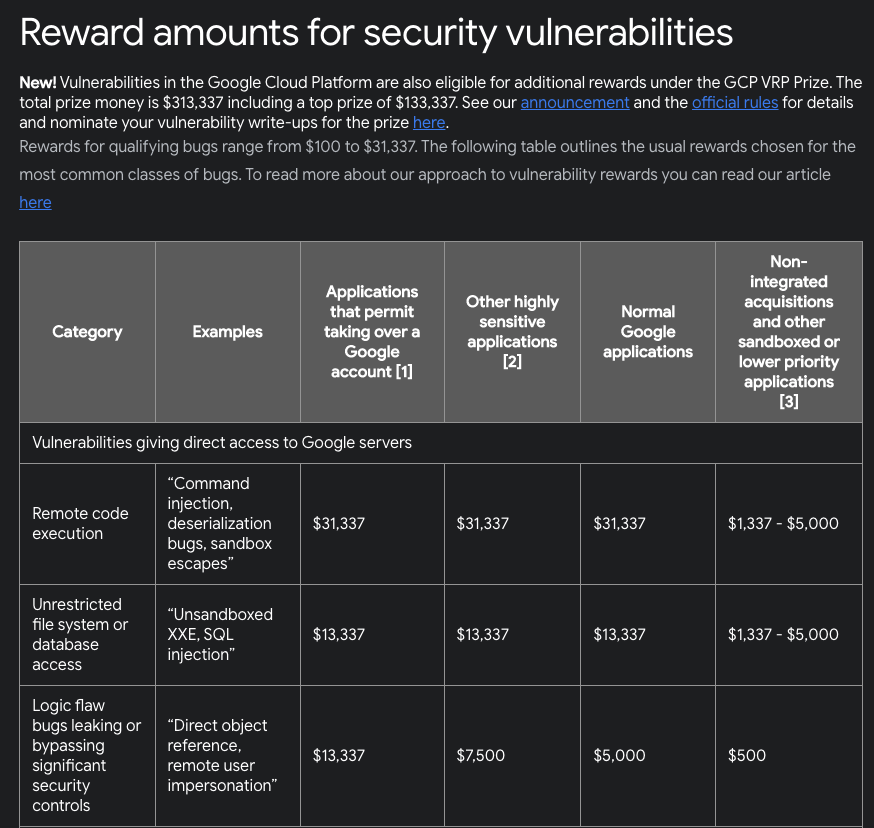 Reward amounts for security vulnerabilities
New! Vulnerabilities in the Google Cloud Platform are also eligible for additional rewards under the GCP VRP Prize. The
total prize money is $313,337 including a top prize of $133,337. See our announcement and the official rules for details
and nominate your vulnerability write-ups for the prize here.
Rewards for qualifying bugs range from $100 to $31,337. The following table outlines the usual rewards chosen for the
most common classes of bugs. To read more about our approach to vulnerability rewards you can read our article
here
Category
Examples
Applications
that permit
taking over a
Google
account [1]
Other highly
sensitive
applications
[2]
Normal
Google
applications
Non-
integrated
acquisitions
and other
sandboxed or
lower priority
applications
[3]
Vulnerabilities giving direct access to Google servers
Remote code
execution
“Command
injection,
deserialization
bugs, sandbox
escapes”
$31,337
$31,337
$31,337
$1,337 - $5,000
Unrestricted
file system or
database
access
“Unsandboxed
XXE, SQL
injection”
$13,337
$13,337
$13,337
$1,337 - $5,000
Logic flaw
bugs leaking or
bypassing
significant
security
controls
“Direct object
reference,
remote user
impersonation”
$13,337
$7,500
$5,000
$500